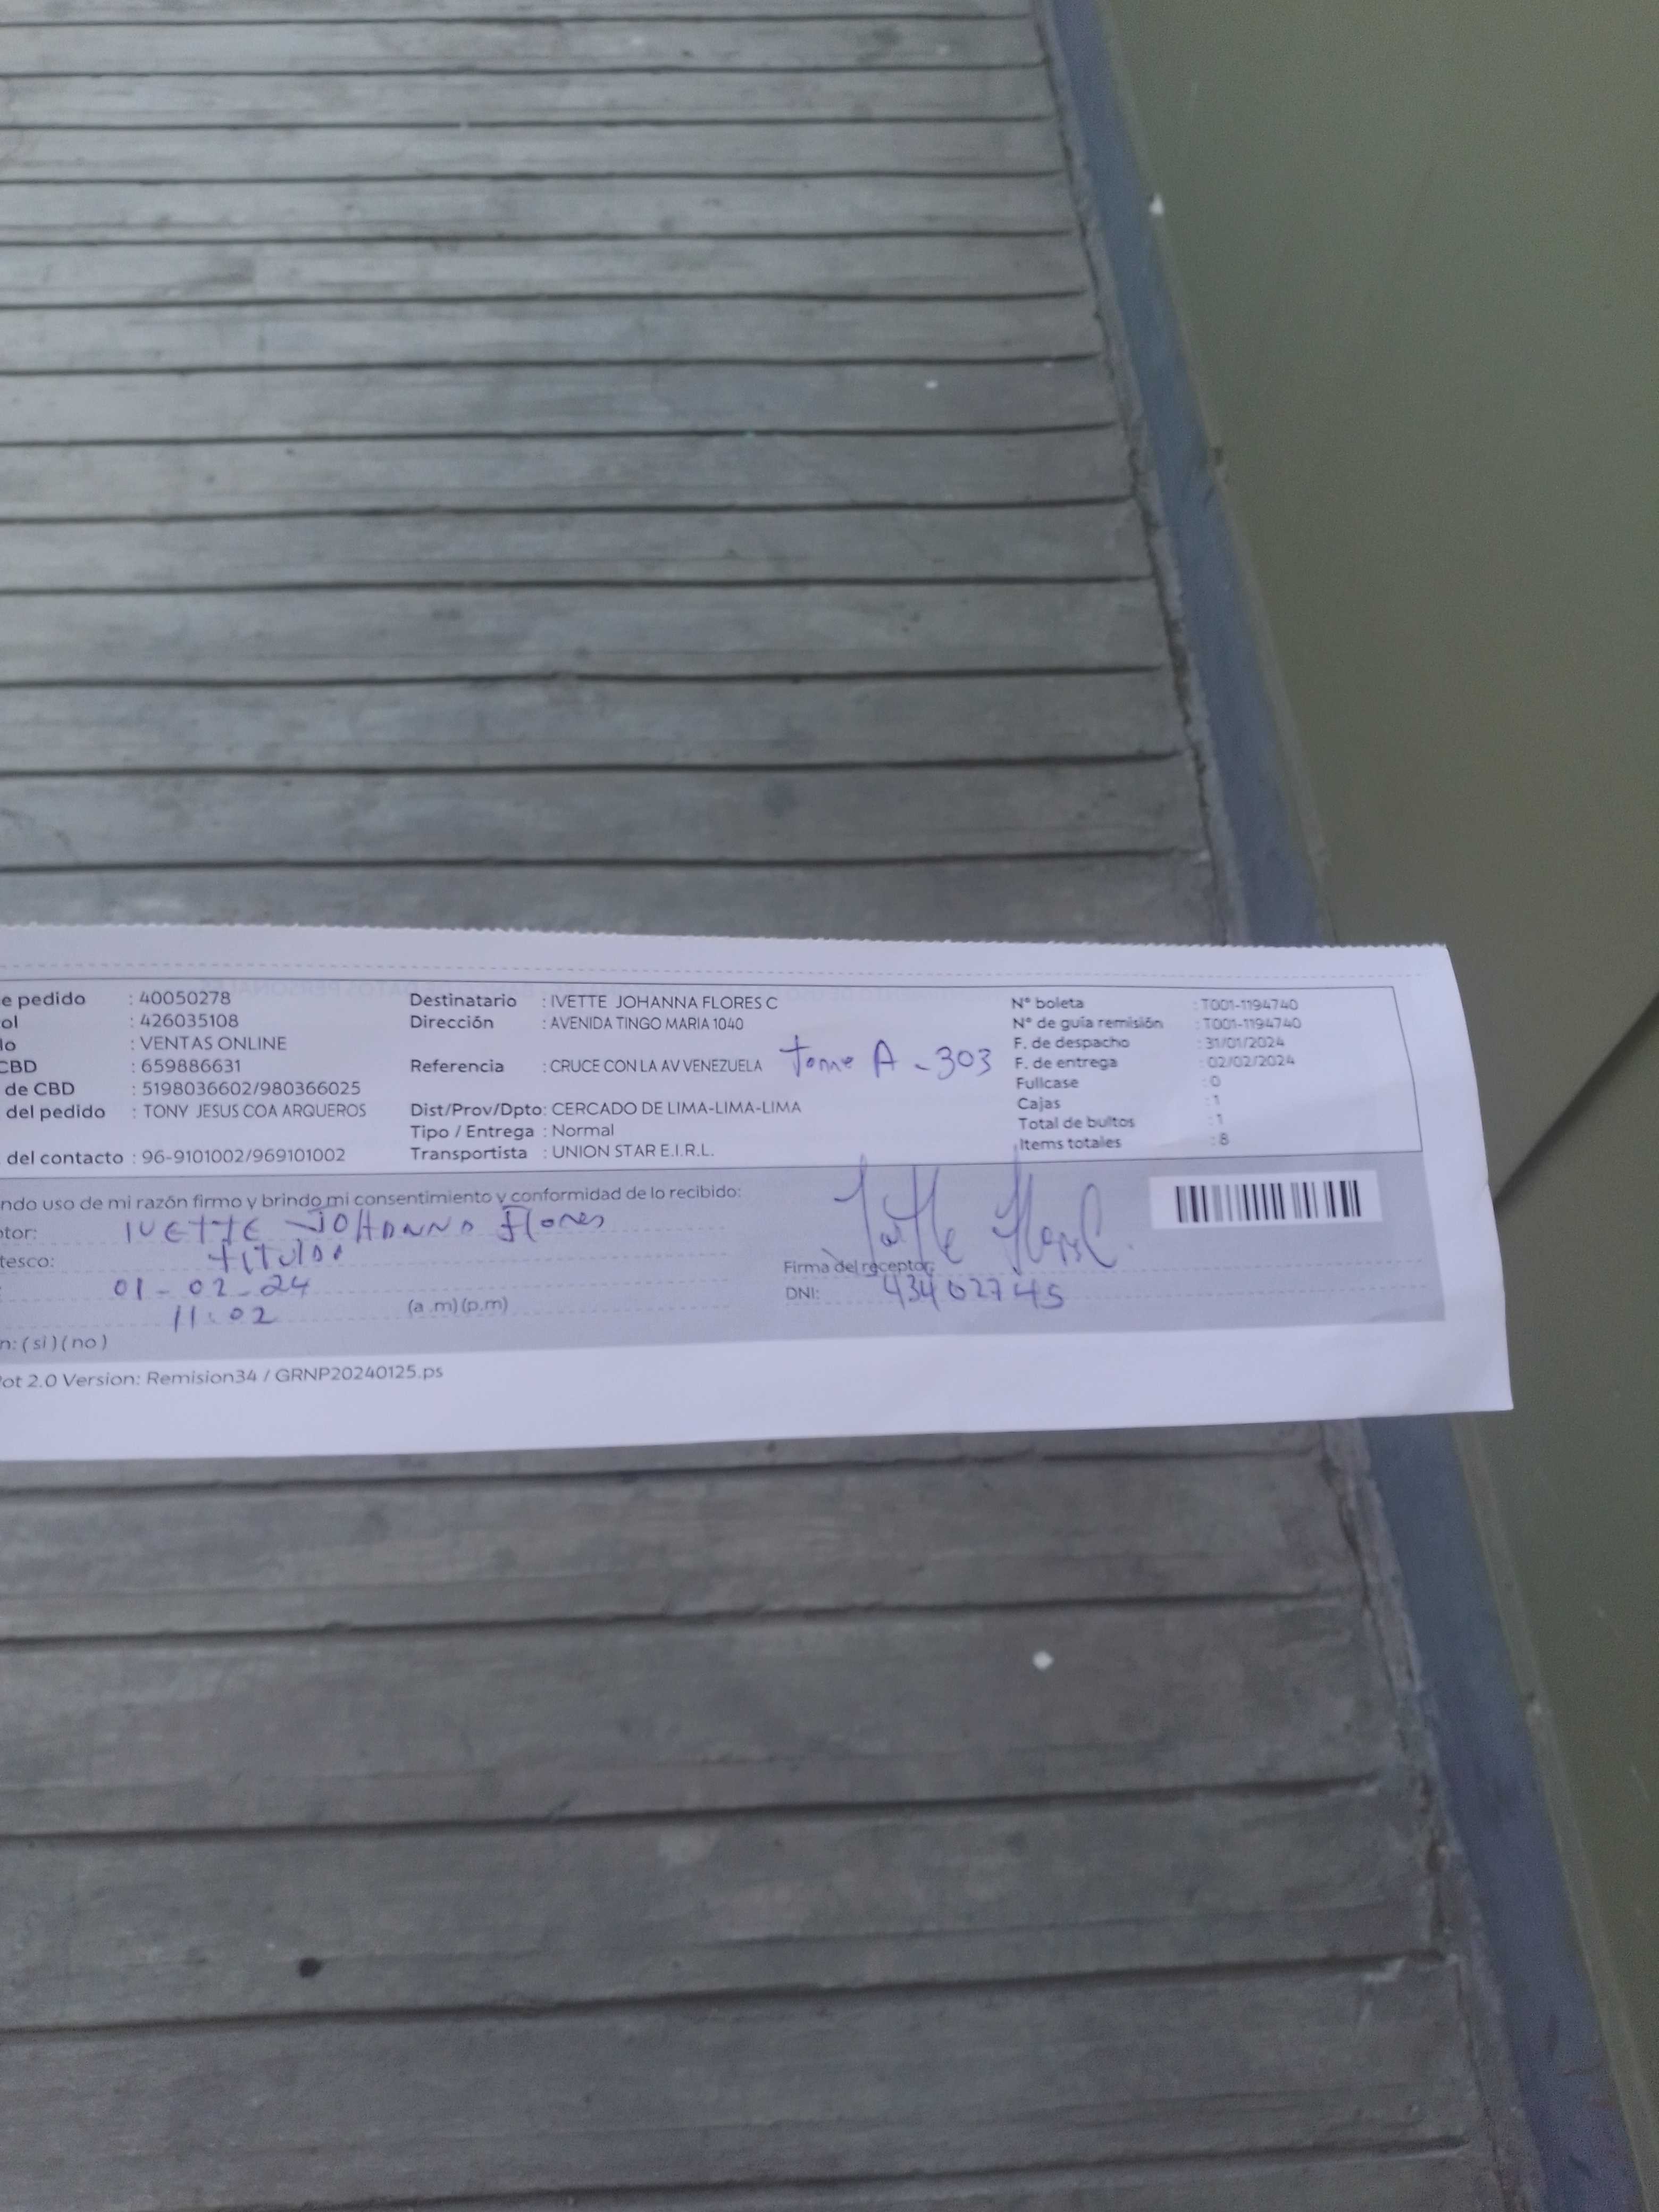 e pedido : 40050278
ol : 426035108
lo : VENTAS ONLINE
CBD : 659886631
de CBD : 5198036602/980366025
del pedido : TONY JESUS COA ARQUEROS
del contacto : 96-9101002/969101002
Destinatario : IVETTE JOHANNA FLORES C
Dirección : AVENIDA TINGO MARIA 1040
Referencia : CRUCE CON LA AV VENEZUELA Torre A - 303
Dist/Prov/Dpto: CERCADO DE LIMA-LIMA-LIMA
Tipo / Entrega : Normal
Transportista : UNION STAR E.I.R.L.
N° boleta : T001-1194740
N° de guía remisión : T001-1194740
F. de despacho : 31/01/2024
F. de entrega : 02/02/2024
Fullcase : 0
Cajas : 1
Total de bultos : 1
Items totales : 8
ndo uso de mi razón firmo y brindo mi consentimiento y conformidad de lo recibido:
tor: IVETTE JOHANNA Flores
tesco: titular
01 - 02 - 24
11:02 (a .m) (p.m)
n: ( si ) ( no )
Firma del receptor:
DNI: 43402745
ot 2.0 Version: Remision34 / GRNP20240125.ps